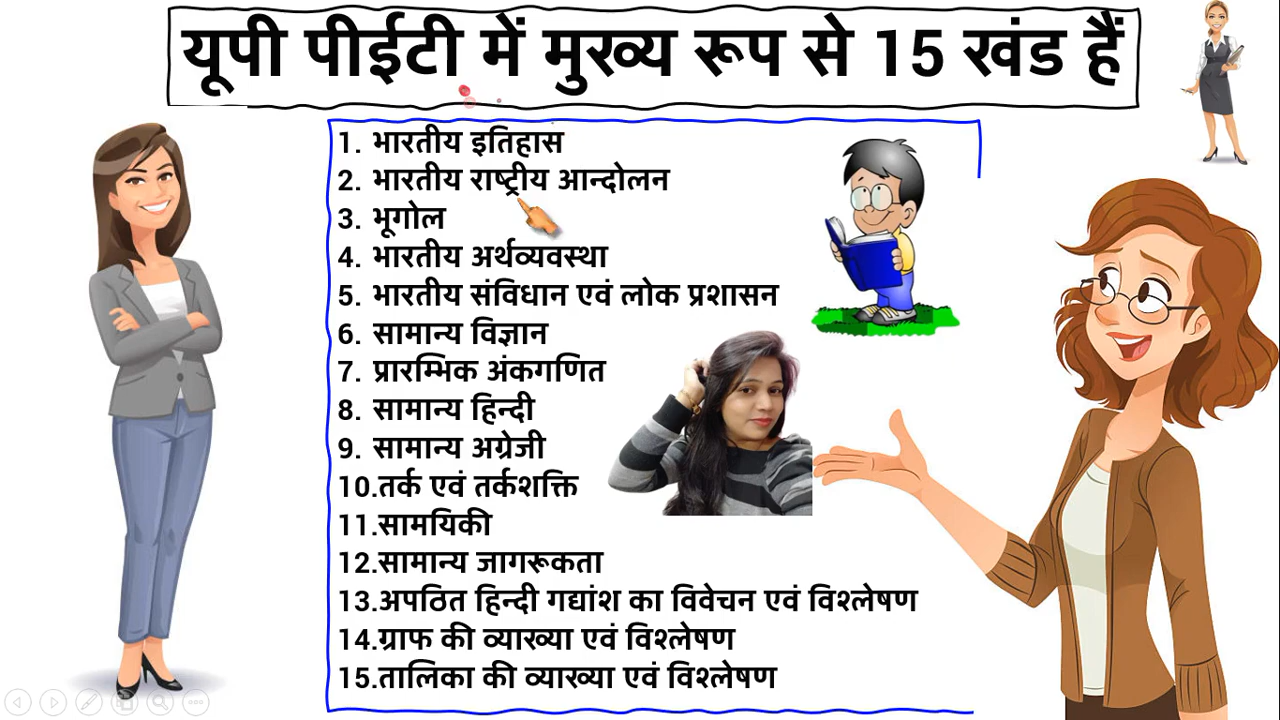 यूपी पीईटी में मुख्य रूप से 15 खंड हैं
1. भारतीय इतिहास
2. भारतीय राष्ट्रीय आन्दोलन
3. भूगोल
4. भारतीय अर्थव्यवस्था
5. भारतीय संविधान एवं लोक प्रशासन
6. सामान्य विज्ञान
7. प्रारम्भिक अंकगणित
8. सामान्य हिन्दी
9. सामान्य अग्रेजी
10.तर्क एवं तर्कशक्ति
11.सामयिकी
12.सामान्य जागरूकता
13.अपठित हिन्दी गद्यांश का विवेचन एवं विश्लेषण
14.ग्राफ की व्याख्या एवं विश्लेषण
15.तालिका की व्याख्या एवं विश्लेषण